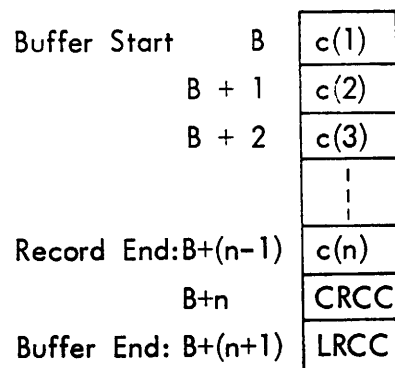 Buffer Start B c(1)
B + 1 c(2)
B + 2 c(3)
Record End: B+(n-1) c(n)
B+n CRCC
Buffer End: B+(n+1) LRCC